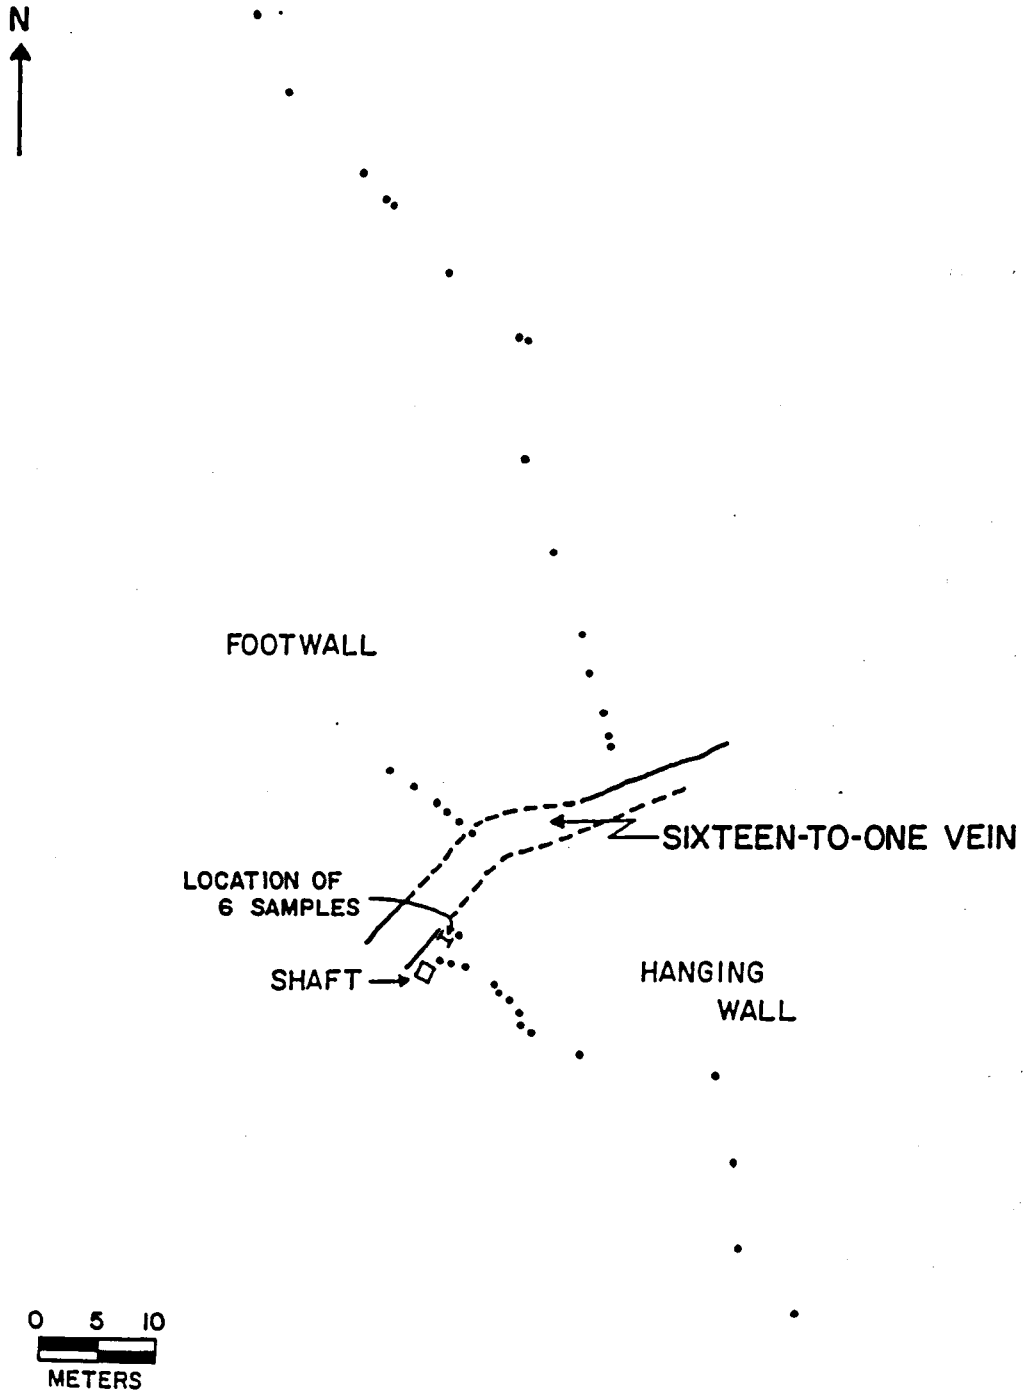 N
FOOTWALL
SIXTEEN-TO-ONE VEIN
LOCATION OF
6 SAMPLES
SHAFT
HANGING
WALL
0 5 10
METERS